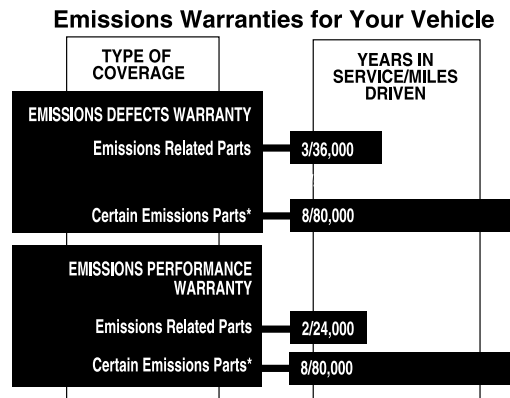 Emissions Warranties for Your Vehicle
TYPE OF
COVERAGE
YEARS IN
SERVICE/MILES
DRIVEN
EMISSIONS DEFECTS WARRANTY
Emissions Related Parts
3/36,000
Certain Emissions Parts*
8/80,000
EMISSIONS PERFORMANCE
WARRANTY
Emissions Related Parts
2/24,000
Certain Emissions Parts*
8/80,000